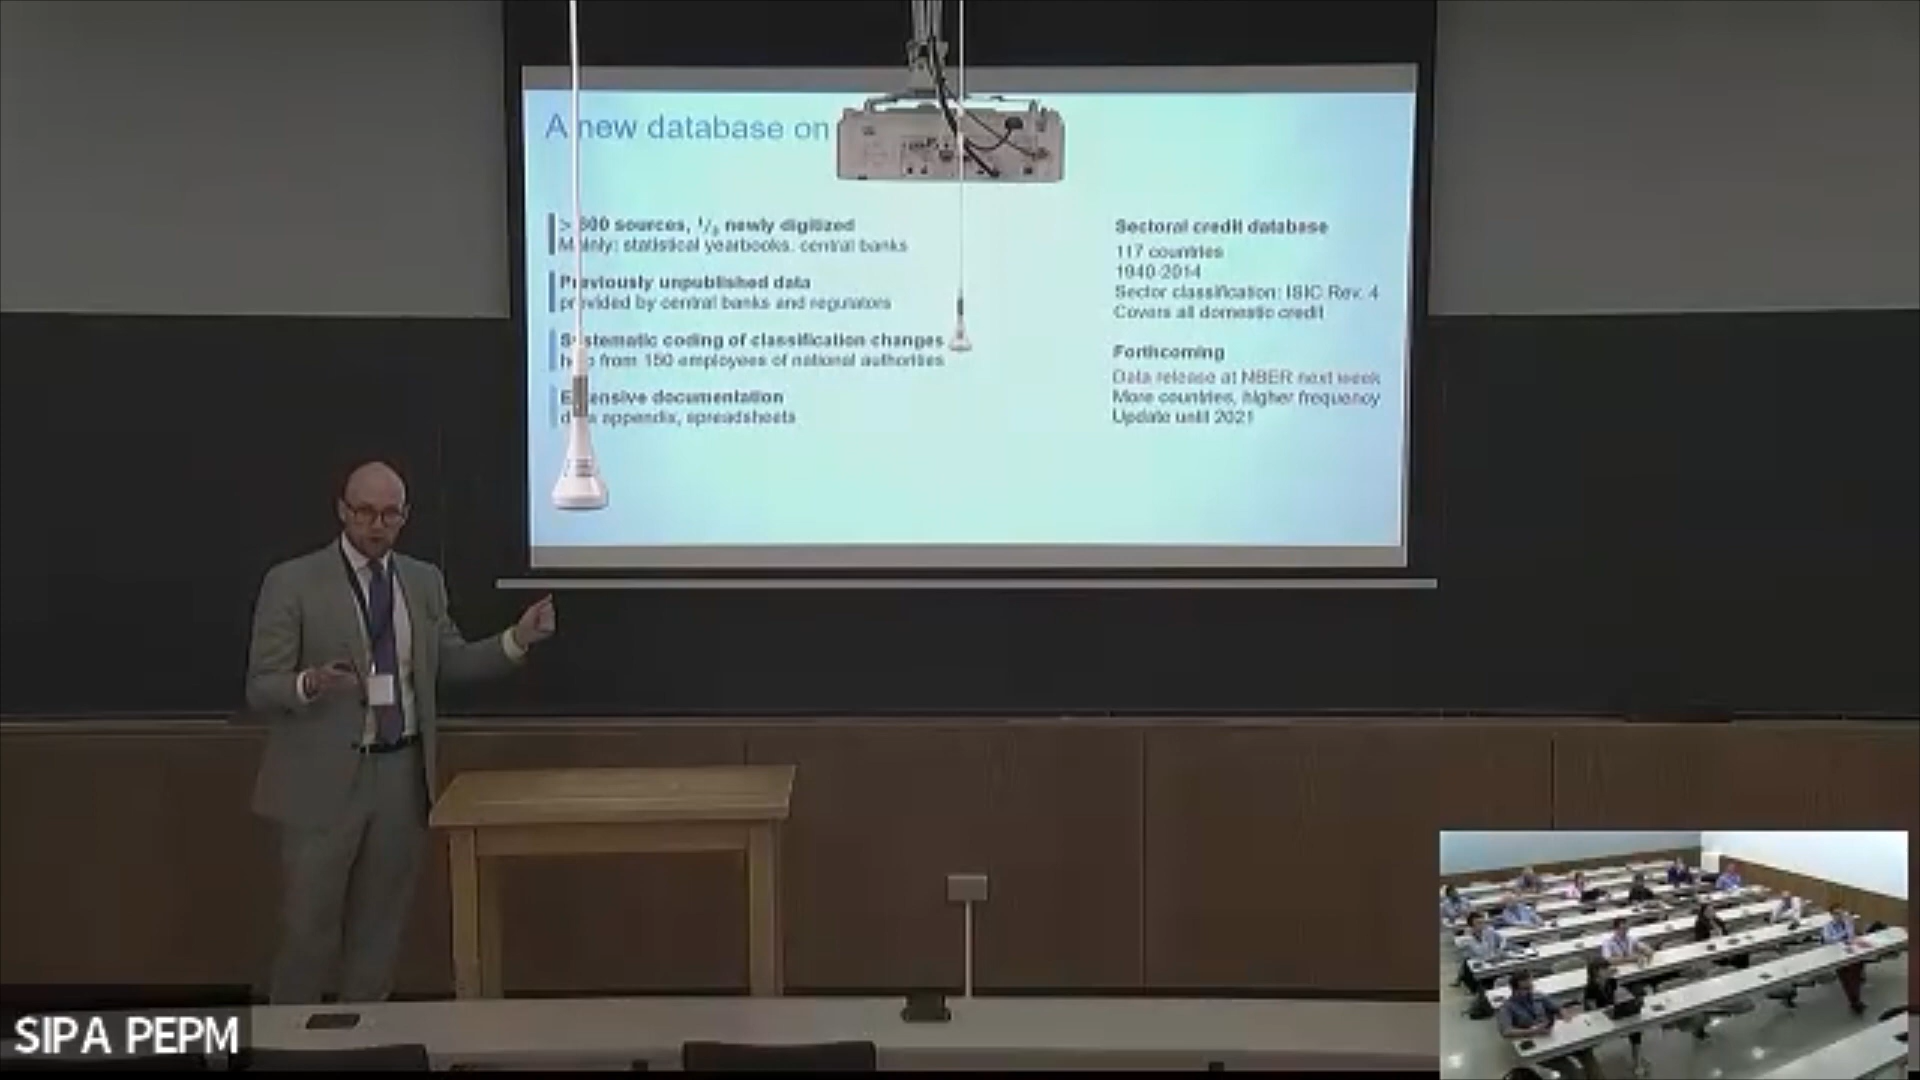 A new database on
> 600 sources, 1/3 newly digitized
Mainly: statistical yearbooks, central banks
Previously unpublished data
provided by central banks and regulators
Systematic coding of classification changes
help from 150 employees of national authorities
Extensive documentation
data appendix, spreadsheets
Sectoral credit database
117 countries
1940-2014
Sector classification: ISIC Rev. 4
Covers all domestic credit
Forthcoming
Data release at NBER next week
More countries, higher frequency
Update until 2021
SIPA PEPM